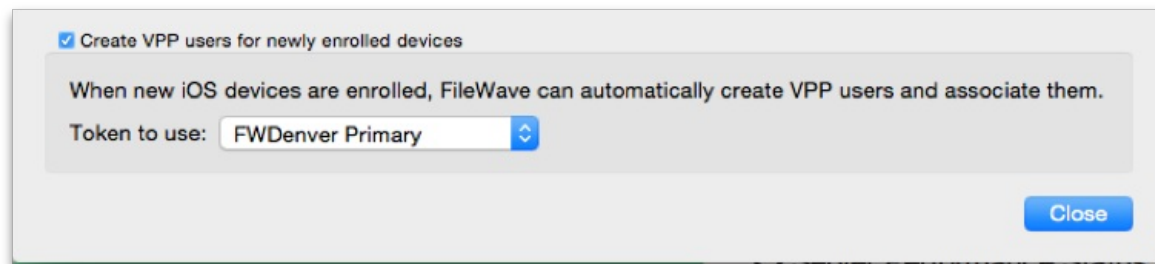 Create VPP users for newly enrolled devices
When new iOS devices are enrolled, FileWave can automatically create VPP users and associate them.
Token to use: FWDenver Primary
Close